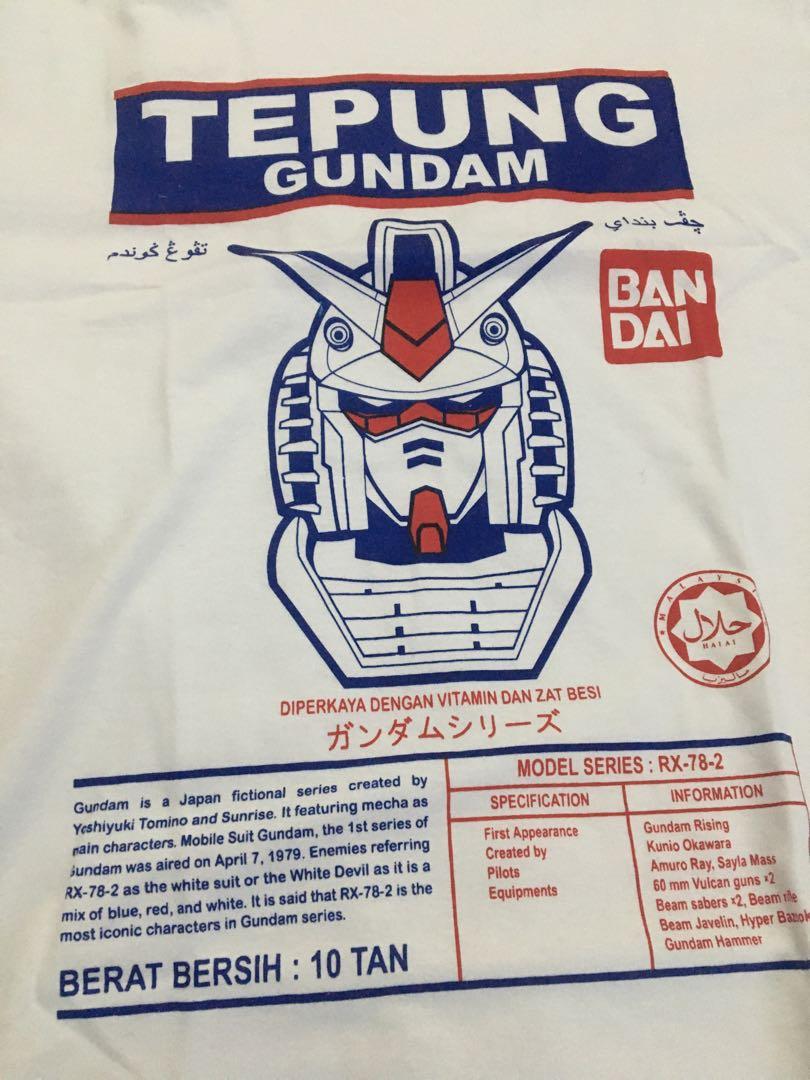 TEPUNG
GUNDAM
تڤوڠ ݢوندم
چڤ بنداي
BAN
DAI
MALAYSI
حلال
HALAL
ماليزيا
DIPERKAYA DENGAN VITAMIN DAN ZAT BESI
ガンダムシリーズ
Gundam is a Japan fictional series created by
Yoshiyuki Tomino and Sunrise. It featuring mecha as
main characters. Mobile Suit Gundam, the 1st series of
Gundam was aired on April 7, 1979. Enemies referring
RX-78-2 as the white suit or the White Devil as it is a
mix of blue, red, and white. It is said that RX-78-2 is the
most iconic characters in Gundam series.
BERAT BERSIH : 10 TAN
MODEL SERIES : RX-78-2
SPECIFICATION INFORMATION
First Appearance Gundam Rising
Created by Kunio Okawara
Pilots Amuro Ray, Sayla Mass
Equipments 60 mm Vulcan guns ×2
Beam sabers ×2, Beam rifle
Beam Javelin, Hyper Bazook
Gundam Hammer